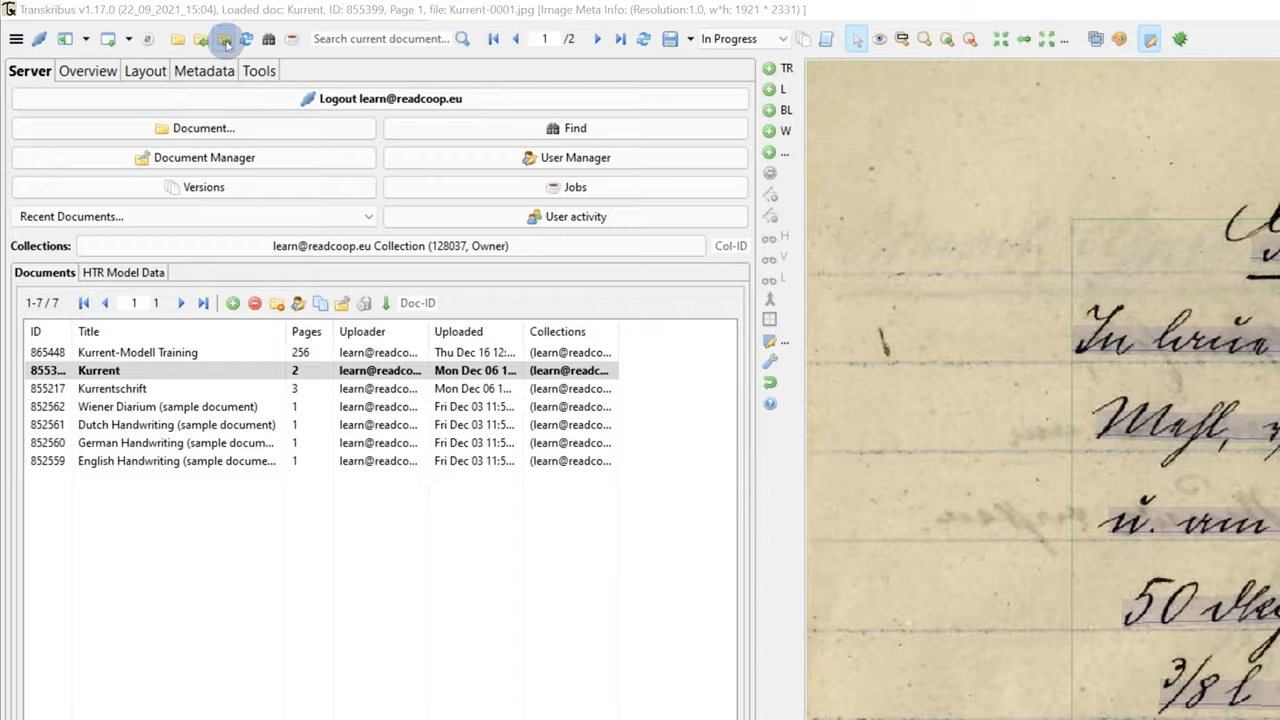 Transkribus v1.17.0 (22_09_2021_15:04), Loaded doc: Kurrent, ID: 855399, Page 1, file: Kurrent-0001.jpg [Image Meta Info: (Resolution:1.0, w*h: 1921 * 2331) ]
Search current document... 1 /2 In Progress ...
Server Overview Layout Metadata Tools
Logout learn@readcoop.eu
Document... Find
Document Manager User Manager
Versions Jobs
Recent Documents... User activity
Collections: learn@readcoop.eu Collection (128037, Owner) Col-ID
Documents HTR Model Data
1-7 / 7 1 1 Doc-ID
ID Title Pages Uploader Uploaded Collections
865448 Kurrent-Modell Training 256 learn@readco... Thu Dec 16 12:... (learn@readco...
8553... Kurrent 2 learn@readco... Mon Dec 06 1... (learn@readc...
855217 Kurrentschrift 3 learn@readco... Mon Dec 06 1... (learn@readco...
852562 Wiener Diarium (sample document) 1 learn@readco... Fri Dec 03 11:5... (learn@readco...
852561 Dutch Handwriting (sample document) 1 learn@readco... Fri Dec 03 11:5... (learn@readco...
852560 German Handwriting (sample docum... 1 learn@readco... Fri Dec 03 11:5... (learn@readco...
852559 English Handwriting (sample docume... 1 learn@readco... Fri Dec 03 11:5... (learn@readco...
TR
L
BL
W
...
H
V
L
...
In
Mehl,
u. am
50 dkg
3/8 l